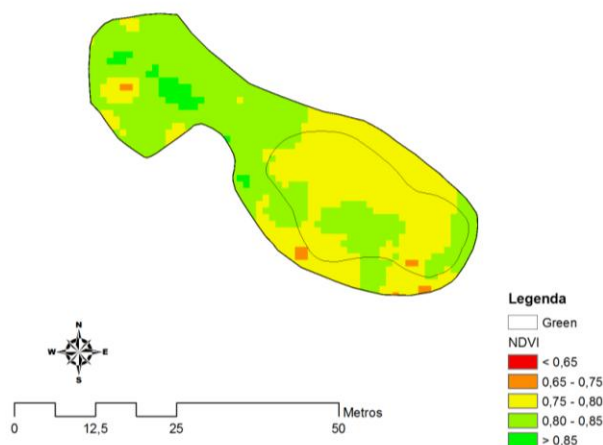 N
W E
S
Metros
0 12,5 25 50
Legenda
Green
NDVI
< 0,65
0,65 - 0,75
0,75 - 0,80
0,80 - 0,85
> 0,85